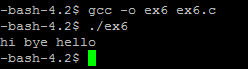 -bash-4.2$ gcc -o ex6 ex6.c
-bash-4.2$ ./ex6
hi bye hello
-bash-4.2$